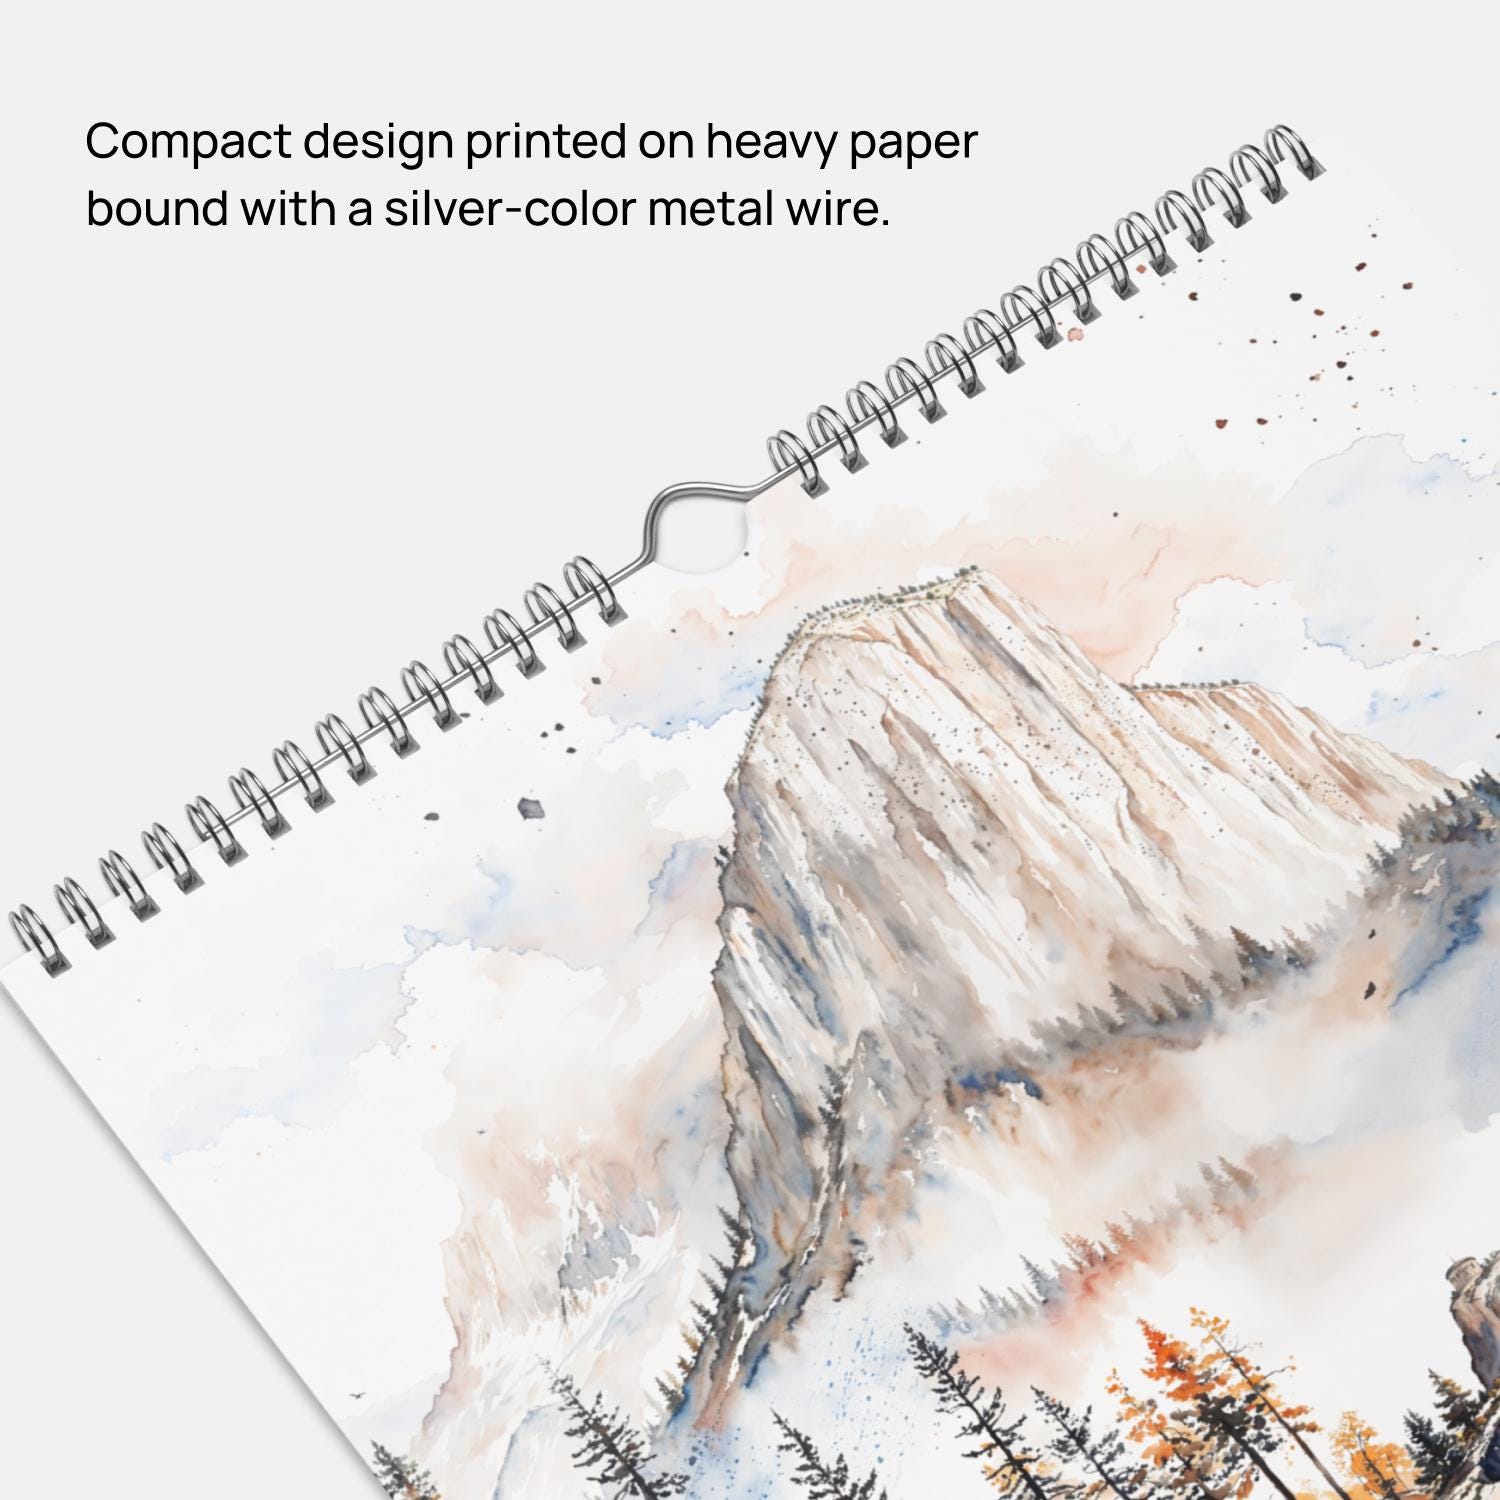 Compact design printed on heavy paper
bound with a silver-color metal wire.